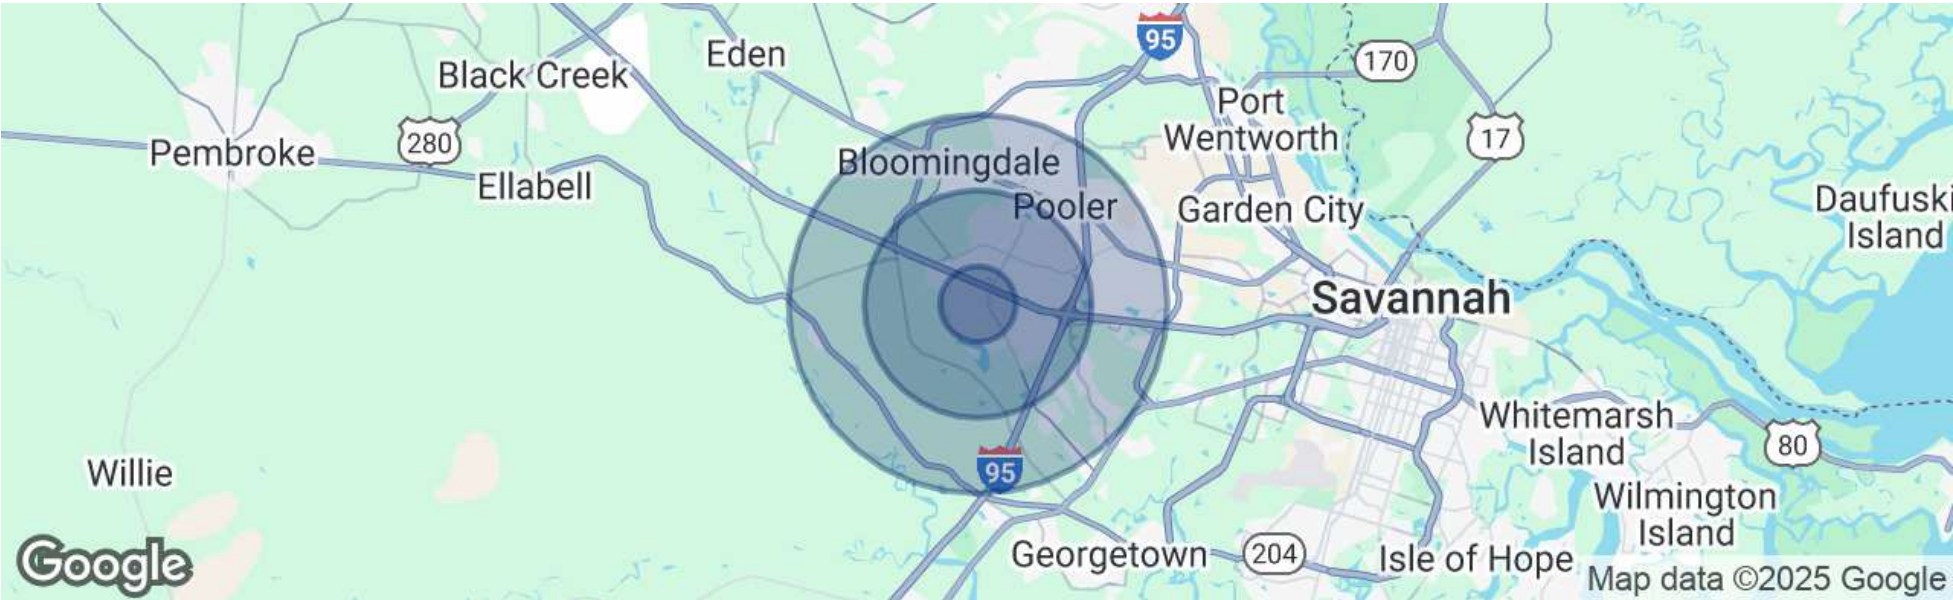 95
Eden
170
Black Creek
Port
Wentworth
280
17
Pembroke
Bloomingdale
Ellabell
Pooler
Garden City
Daufuski
Island
Savannah
Whitemarsh
Island
80
Willie
95
Wilmington
Island
Georgetown
204
Isle of Hope
Google
Map data ©2025 Google